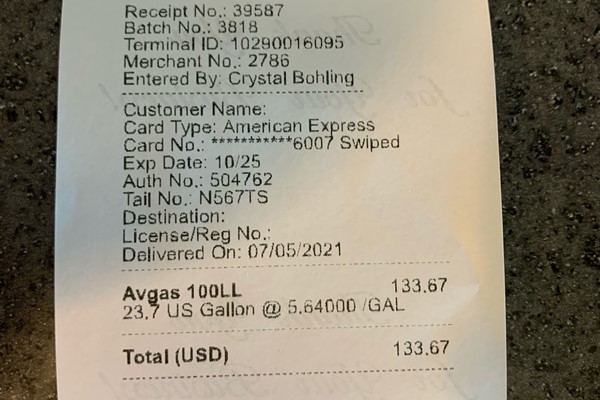 Receipt No.: 39587
Batch No.: 3818
Terminal ID: 10290016095
Merchant No.: 2786
Entered By: Crystal Bohling
Customer Name:
Card Type: American Express
Card No.: ***********6007 Swiped
Exp Date: 10/25
Auth No.: 504762
Tail No.: N567TS
Destination:
License/Reg No.:
Delivered On: 07/05/2021
Avgas 100LL 133.67
23.7 US Gallon @ 5.64000 /GAL
Total (USD) 133.67